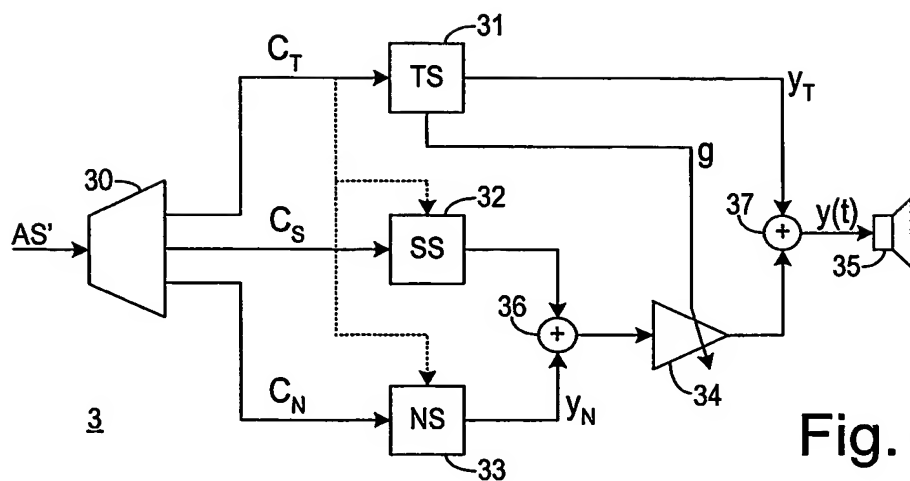 31
C_T
TS
y_T
g
30
32
37
y(t)
AS'
C_S
SS
+
35
36
+
34
C_N
NS
y_N
3
33
Fig.